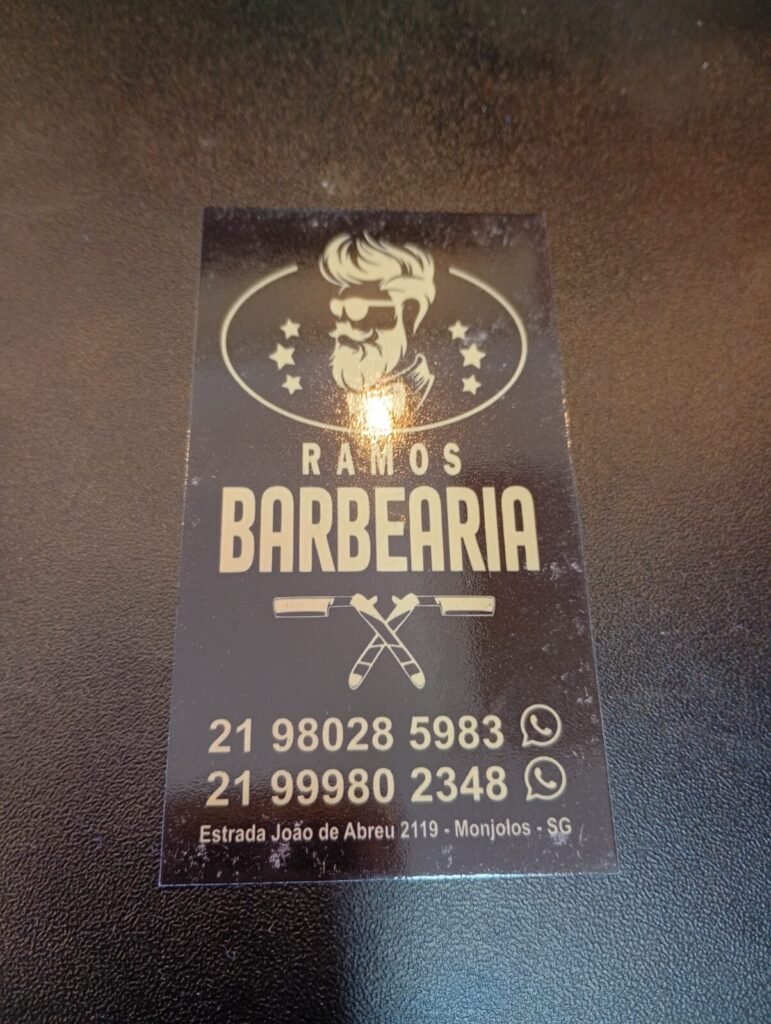 RAMOS
BARBEARIA
21 98028 5983
21 99980 2348
Estrada João de Abreu 2119 - Monjolos - SG